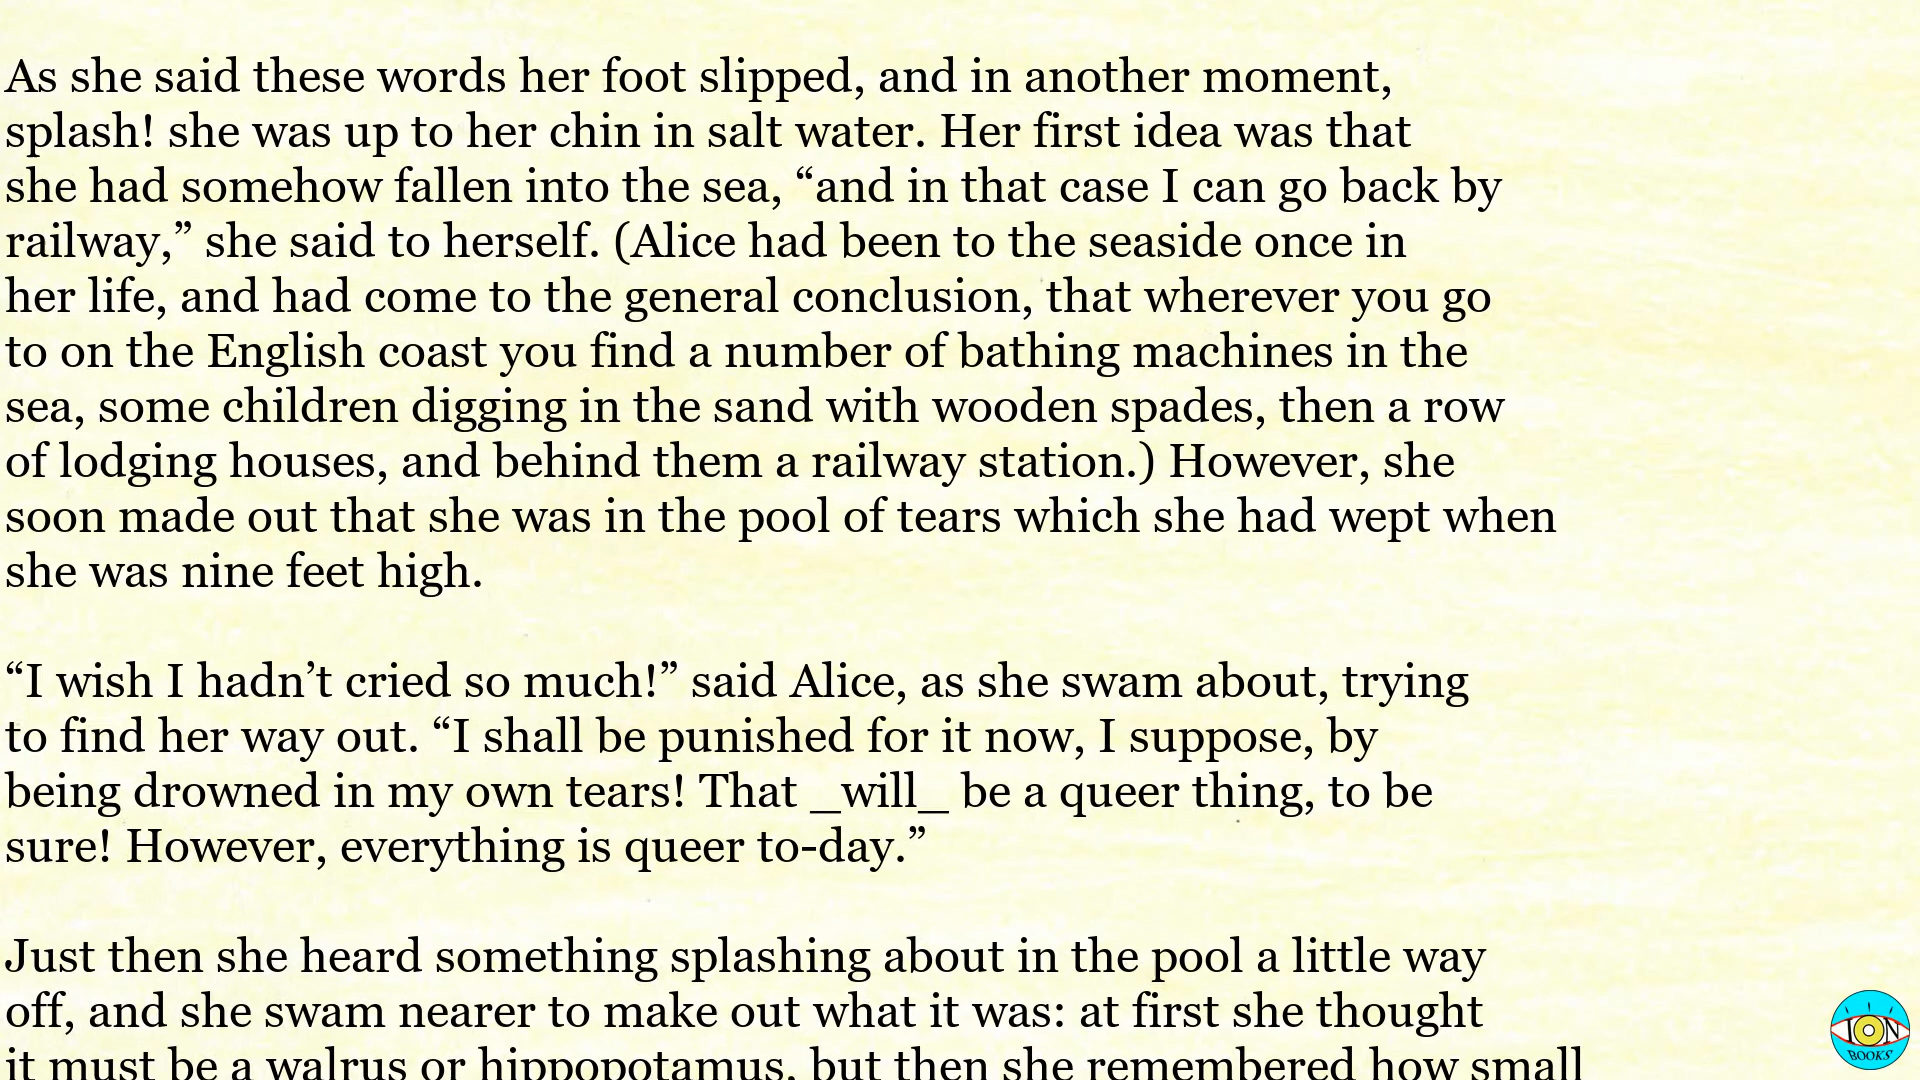 As she said these words her foot slipped, and in another moment,
splash! she was up to her chin in salt water. Her first idea was that
she had somehow fallen into the sea, “and in that case I can go back by
railway,” she said to herself. (Alice had been to the seaside once in
her life, and had come to the general conclusion, that wherever you go
to on the English coast you find a number of bathing machines in the
sea, some children digging in the sand with wooden spades, then a row
of lodging houses, and behind them a railway station.) However, she
soon made out that she was in the pool of tears which she had wept when
she was nine feet high.
“I wish I hadn’t cried so much!” said Alice, as she swam about, trying
to find her way out. “I shall be punished for it now, I suppose, by
being drowned in my own tears! That _will_ be a queer thing, to be
sure! However, everything is queer to-day.”
Just then she heard something splashing about in the pool a little way
off, and she swam nearer to make out what it was: at first she thought
it must be a walrus or hippopotamus, but then she remembered how small
ION
BOOKS